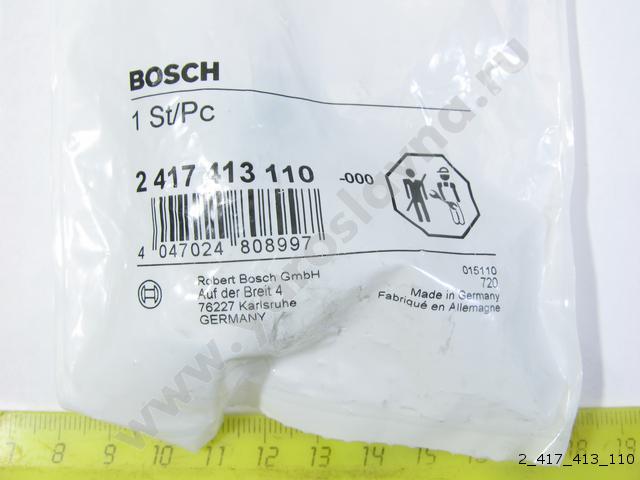 BOSCH
1 St/Pc
2 417 413 110 -000
4 047024 808997
Robert Bosch GmbH
Auf der Breit 4
76227 Karlsruhe
GERMANY
015110
720
Made in Germany
Fabriqué en Allemagne
7 8 9 10 11 12 13 14 15 16 17 18 19
2_417_413_110